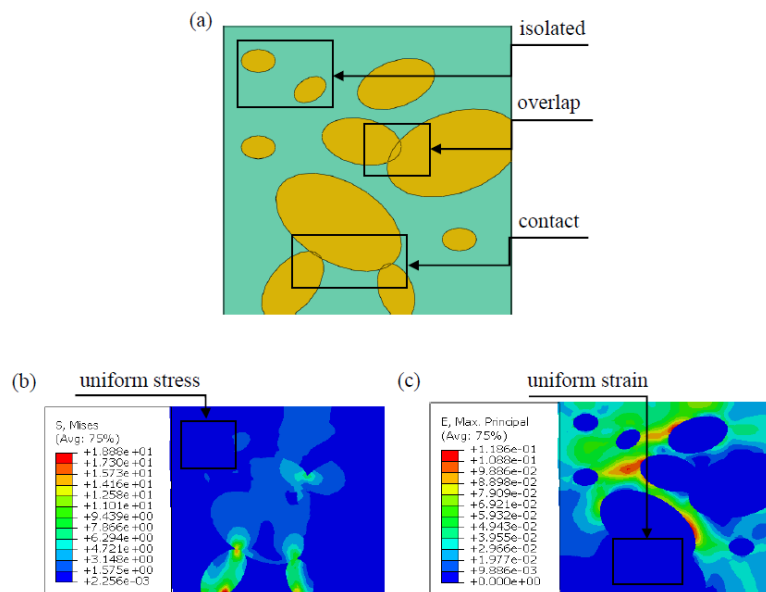 (a)
isolated
overlap
contact
(b)
uniform stress
S, Mises
(Avg: 75%)
+1.888e+01
+1.730e+01
+1.573e+01
+1.416e+01
+1.258e+01
+1.101e+01
+9.439e+00
+7.866e+00
+6.294e+00
+4.721e+00
+3.148e+00
+1.575e+00
+2.256e-03
(c)
uniform strain
E, Max. Principal
(Avg: 75%)
+1.186e-01
+1.088e-01
+9.886e-02
+8.898e-02
+7.909e-02
+6.921e-02
+5.932e-02
+4.943e-02
+3.955e-02
+2.966e-02
+1.977e-02
+9.886e-03
+0.000e+00